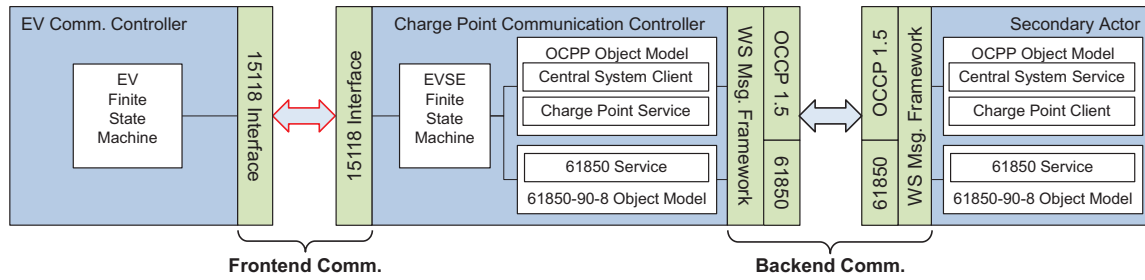 EV Comm. Controller
EV
Finite
State
Machine
15118 Interface
15118 Interface
Charge Point Communication Controller
EVSE
Finite
State
Machine
OCPP Object Model
Central System Client
Charge Point Service
61850 Service
61850-90-8 Object Model
WS Msg. Framework
OCCP 1.5
61850
OCCP 1.5
61850
WS Msg. Framework
Secondary Actor
OCPP Object Model
Central System Service
Charge Point Client
61850 Service
61850-90-8 Object Model
Frontend Comm.
Backend Comm.